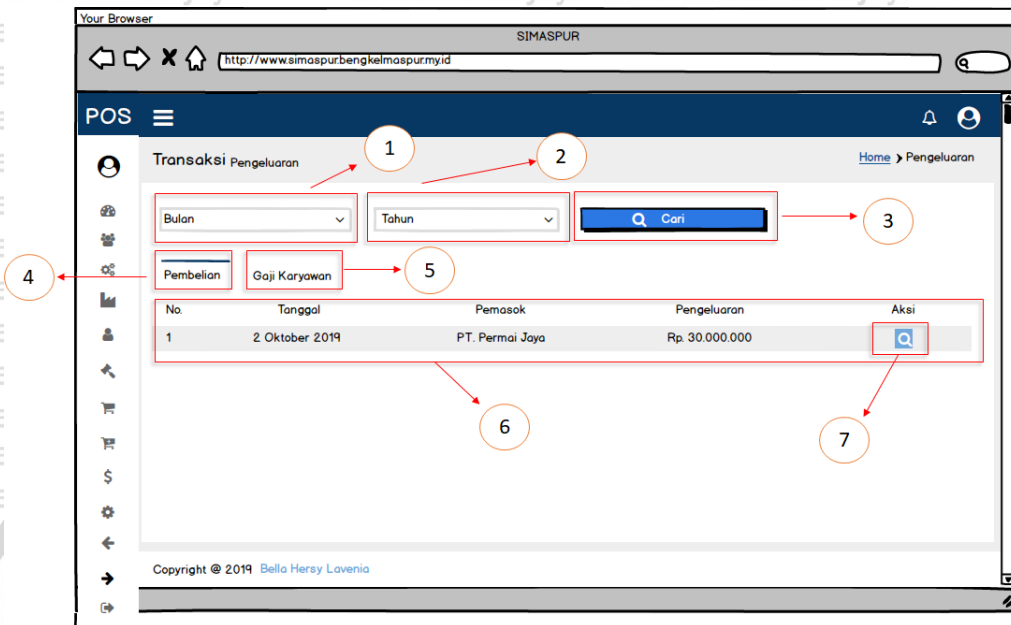 Your Browser
SIMASPUR
http://www.simaspur.bengkelmaspur.my.id
POS
Transaksi Pengeluaran
Home > Pengeluaran
1
2
Bulan
Tahun
Cari
3
4
Pembelian
Gaji Karyawan
5
No. Tanggal Pemasok Pengeluaran Aksi
1 2 Oktober 2019 PT. Permai Jaya Rp. 30.000.000
6
7
Copyright @ 2019 Bella Hersy Lavenia